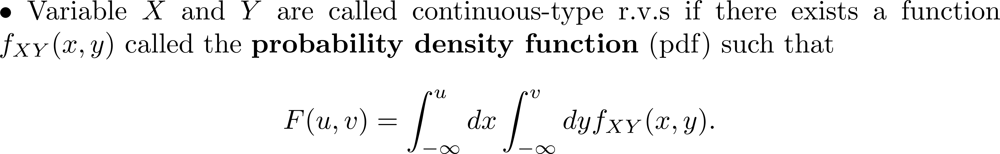 • Variable X and Y are called continuous-type r.v.s if there exists a function
f_{XY}(x, y) called the probability density function (pdf) such that
F(u, v) = \int_{-\infty}^{u} dx \int_{-\infty}^{v} dy f_{XY}(x, y).